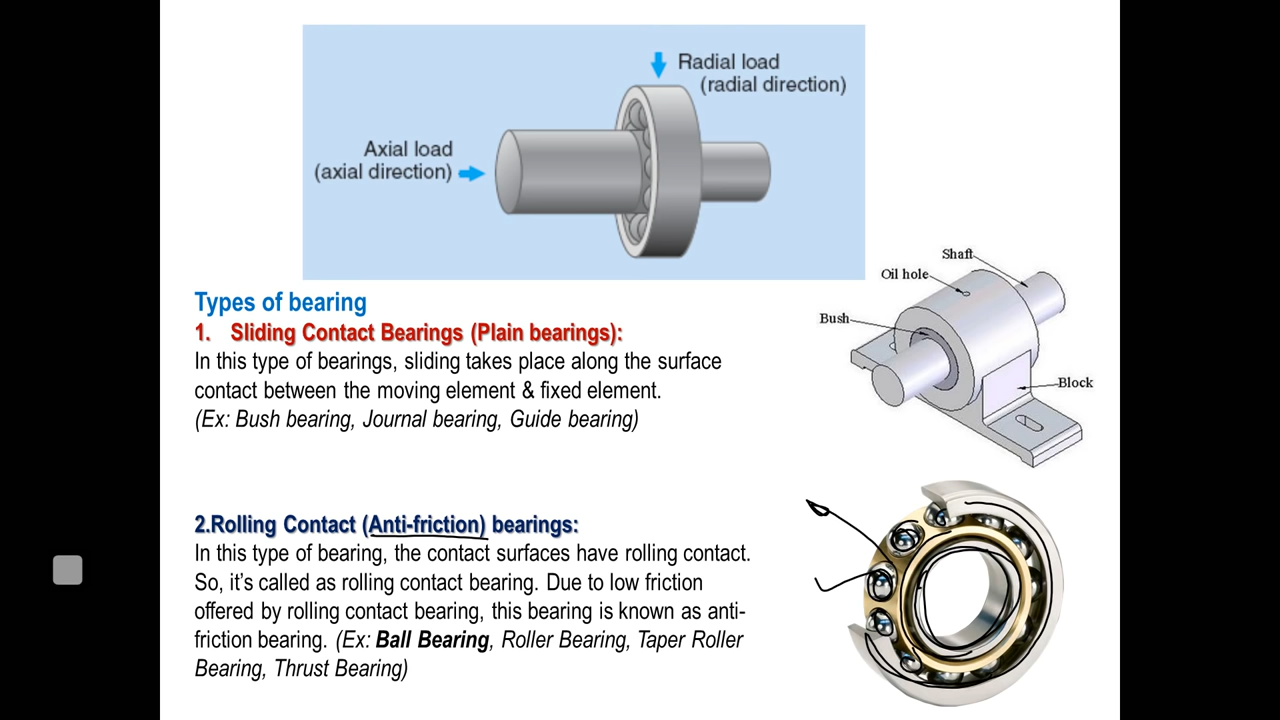 Radial load
(radial direction)
Axial load
(axial direction)
Shaft
Oil hole
Bush
Block
Types of bearing
1. Sliding Contact Bearings (Plain bearings):
In this type of bearings, sliding takes place along the surface
contact between the moving element & fixed element.
(Ex: Bush bearing, Journal bearing, Guide bearing)
2.Rolling Contact (Anti-friction) bearings:
In this type of bearing, the contact surfaces have rolling contact.
So, it's called as rolling contact bearing. Due to low friction
offered by rolling contact bearing, this bearing is known as anti-
friction bearing. (Ex: Ball Bearing, Roller Bearing, Taper Roller
Bearing, Thrust Bearing)